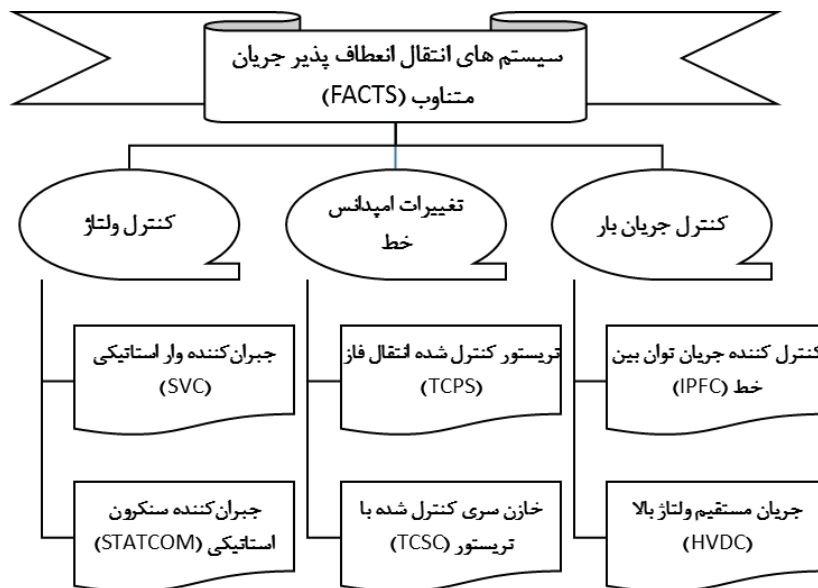 سیستم های انتقال انعطاف پذیر جریان
متناوب (FACTS)
کنترل جریان بار
تغییرات امپدانس
خط
کنترل ولتاژ
کنترل کننده جریان توان بین
خط (IPFC)
تریستور کنترل شده انتقال فاز
(TCPS)
جبران‌کننده وار استاتیکی
(SVC)
جریان مستقیم ولتاژ بالا
(HVDC)
خازن سری کنترل شده با
تریستور (TCSC)
جبران‌کننده سنکرون
استاتیکی (STATCOM)